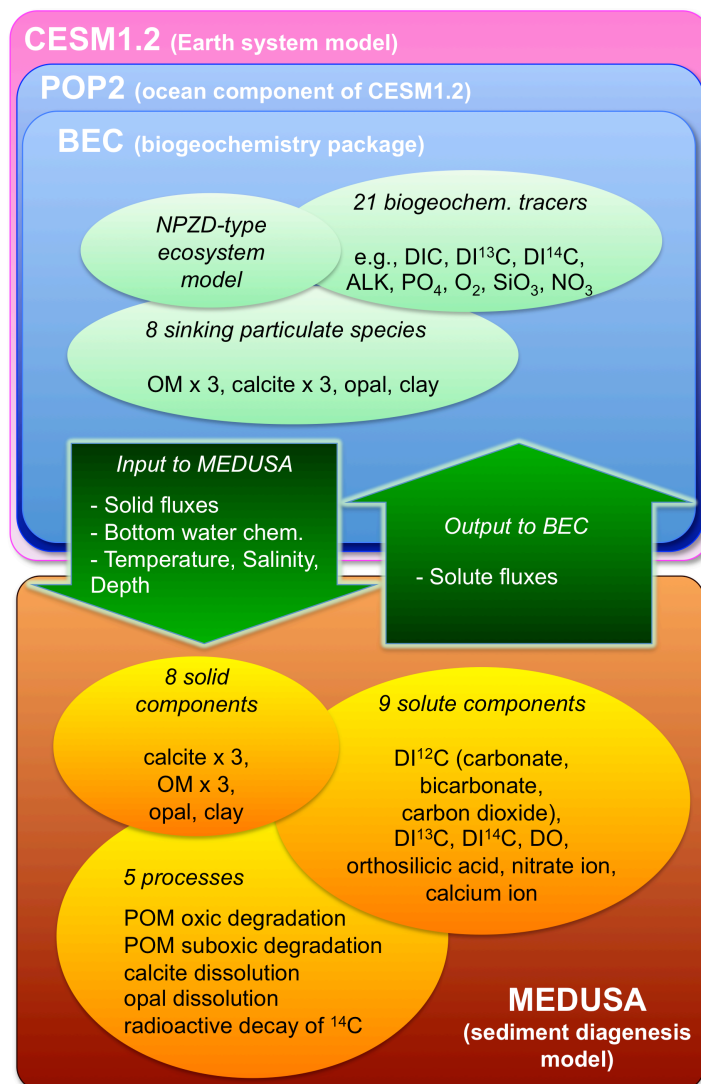 CESM1.2 (Earth system model)
POP2 (ocean component of CESM1.2)
BEC (biogeochemistry package)
NPZD-type
ecosystem
model
21 biogeochem. tracers
e.g., DIC, DI¹³C, DI¹⁴C,
ALK, PO₄, O₂, SiO₃, NO₃
8 sinking particulate species
OM x 3, calcite x 3, opal, clay
Input to MEDUSA
- Solid fluxes
- Bottom water chem.
- Temperature, Salinity,
Depth
Output to BEC
- Solute fluxes
8 solid
components
calcite x 3,
OM x 3,
opal, clay
9 solute components
DI¹²C (carbonate,
bicarbonate,
carbon dioxide),
DI¹³C, DI¹⁴C, DO,
orthosilicic acid, nitrate ion,
calcium ion
5 processes
POM oxic degradation
POM suboxic degradation
calcite dissolution
opal dissolution
radioactive decay of ¹⁴C
MEDUSA
(sediment diagenesis
model)